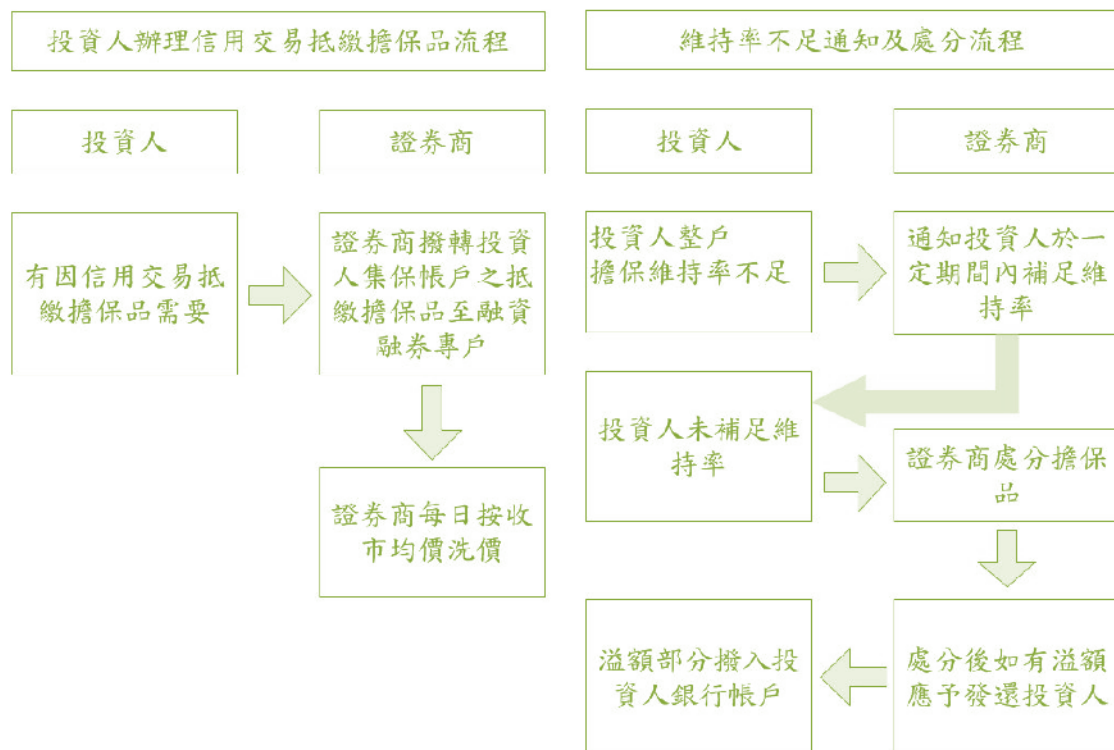 投資人辦理信用交易抵繳擔保品流程
投資人
證券商
有因信用交易抵
繳擔保品需要
證券商撥轉投資
人集保帳戶之抵
繳擔保品至融資
融券專戶
證券商每日按收
市均價洗價
維持率不足通知及處分流程
投資人
證券商
投資人整戶
擔保維持率不足
通知投資人於一
定期間內補足維
持率
投資人未補足維
持率
證券商處分擔保
品
處分後如有溢額
應予發還投資人
溢額部分撥入投
資人銀行帳戶